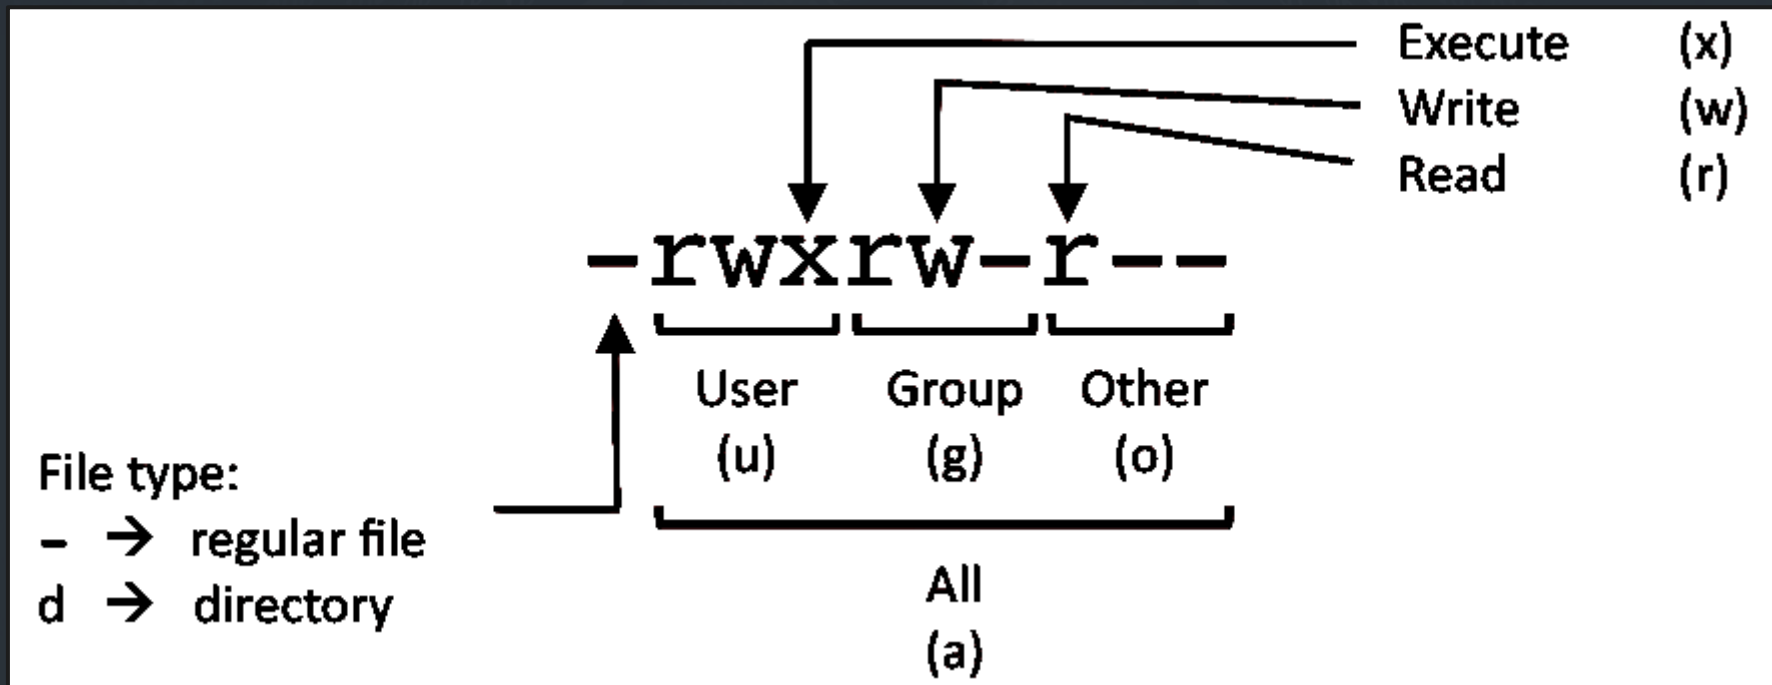 Execute (x)
Write (w)
Read (r)
-rwxrw-r--
User Group Other
(u) (g) (o)
File type:
- → regular file
d → directory
All
(a)